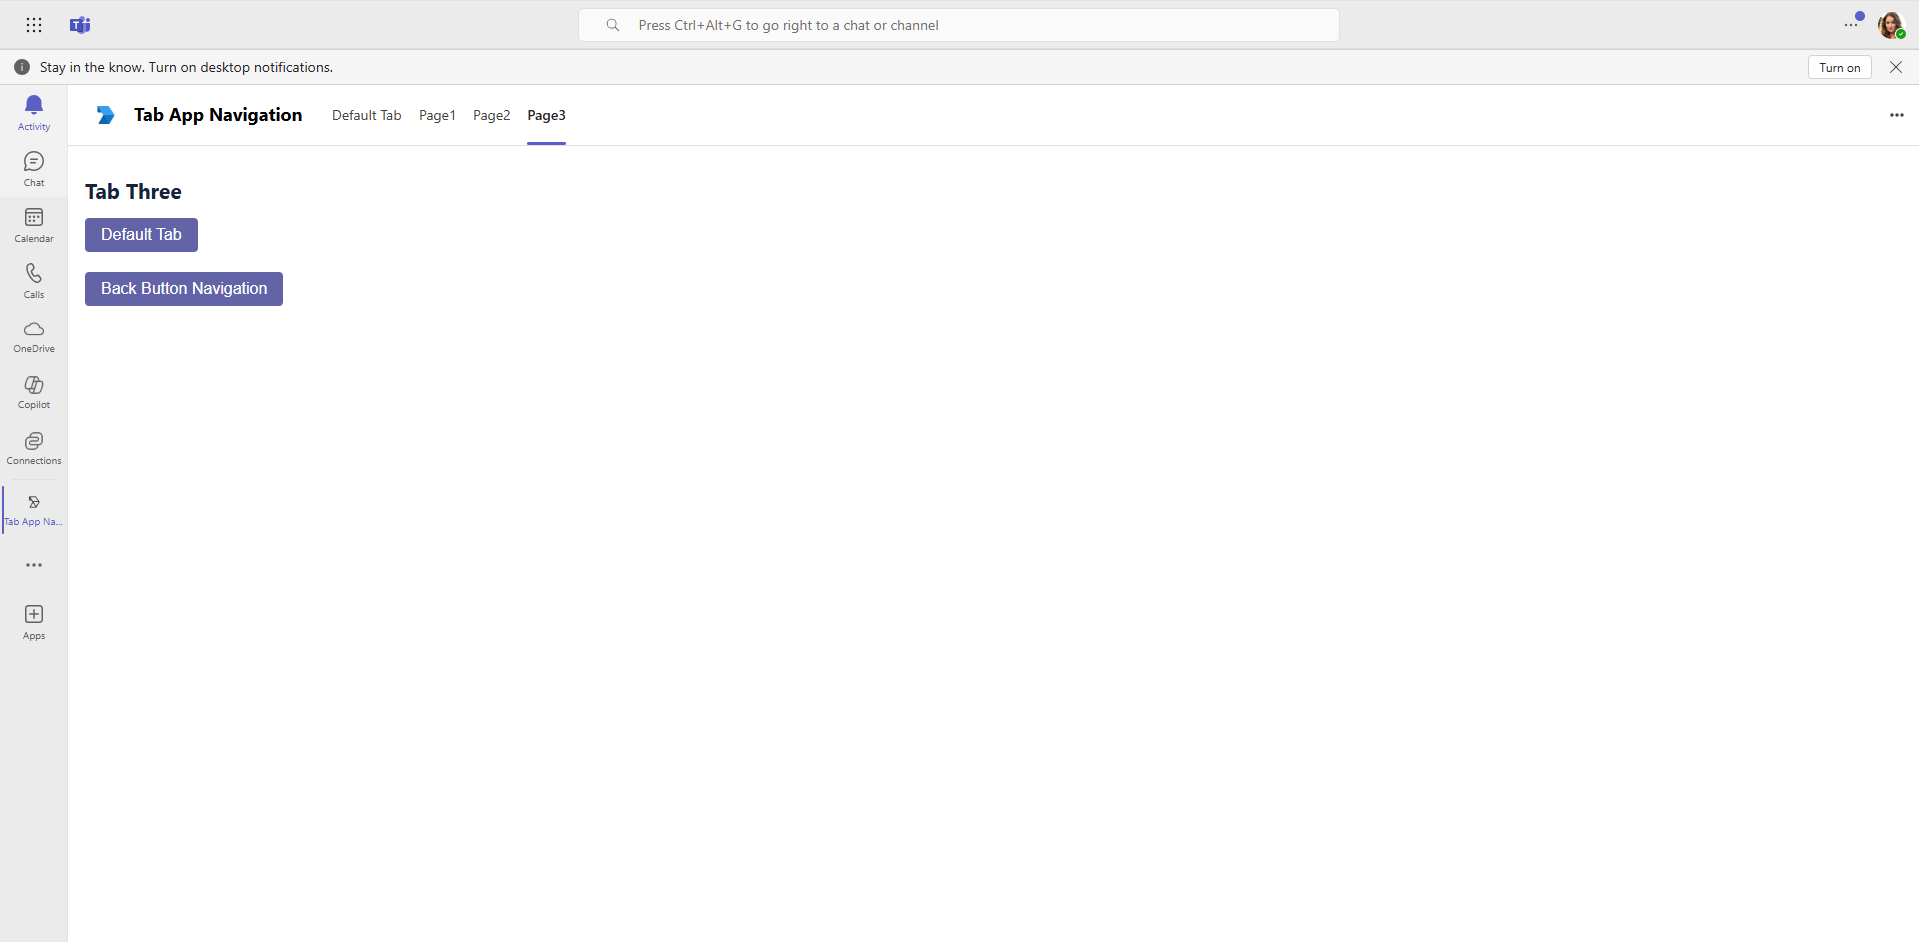 Press Ctrl+Alt+G to go right to a chat or channel
Stay in the know. Turn on desktop notifications.
Turn on
Activity
Chat
Calendar
Calls
OneDrive
Copilot
Connections
Tab App Na...
Apps
Tab App Navigation
Default Tab
Page1
Page2
Page3
Tab Three
Default Tab
Back Button Navigation